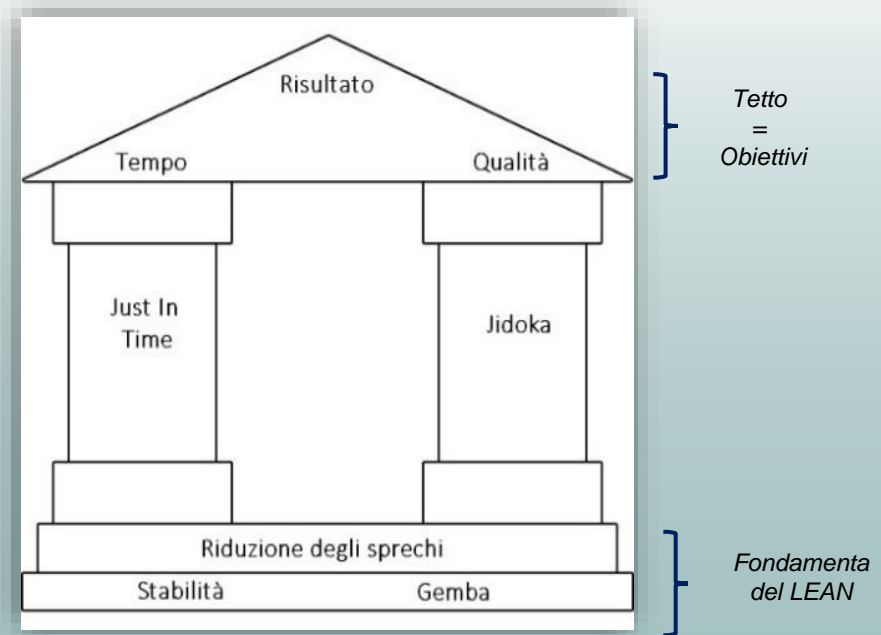 Risultato
Tempo
Qualità
Just In
Time
Jidoka
Riduzione degli sprechi
Stabilità
Gemba
Tetto
=
Obiettivi
Fondamenta
del LEAN